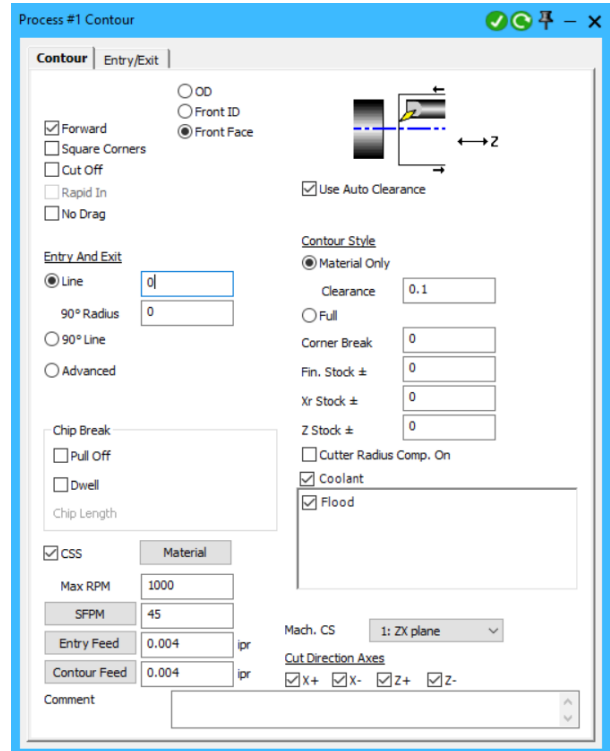 Process #1 Contour
Contour
Entry/Exit
OD
Front ID
Front Face
Forward
Square Corners
Cut Off
Rapid In
No Drag
Z
Use Auto Clearance
Entry And Exit
Line 0
90° Radius 0
90° Line
Advanced
Contour Style
Material Only
Clearance 0.1
Full
Corner Break 0
Fin. Stock ± 0
Xr Stock ± 0
Z Stock ± 0
Cutter Radius Comp. On
Coolant
Flood
Chip Break
Pull Off
Dwell
Chip Length
CSS Material
Max RPM 1000
SFPM 45
Entry Feed 0.004 ipr
Contour Feed 0.004 ipr
Mach. CS 1: ZX plane
Cut Direction Axes
X+ X- Z+ Z-
Comment